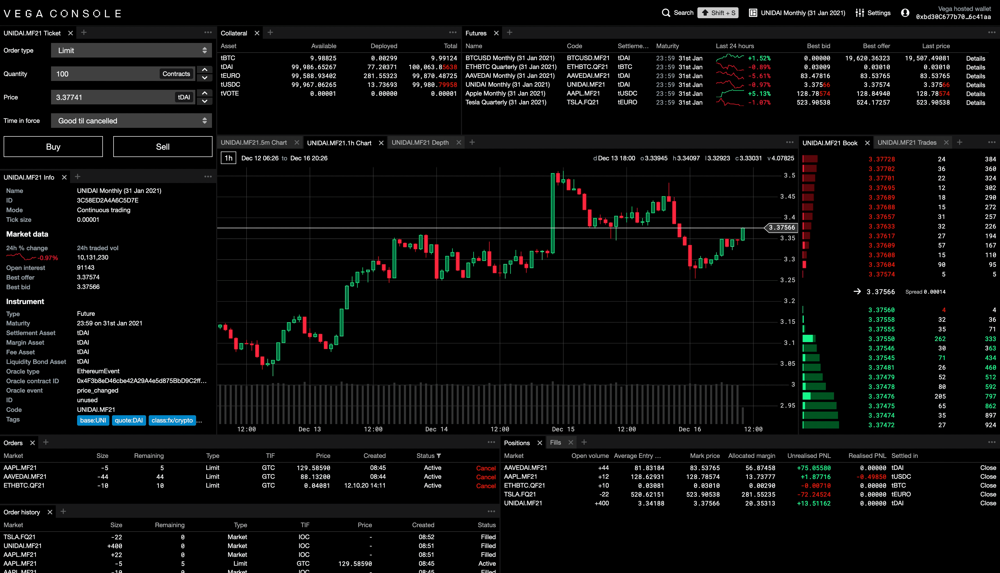 VEGA CONSOLE
Search Shift + S UNIDAI Monthly (31 Jan 2021) Settings Vega hosted wallet
0xbd30C677b70…6c41aa
UNIDAI.MF21 Ticket
Order type Limit
Quantity 100 Contracts
Price 3.37741 tDAI
Time in force Good til cancelled
Buy Sell
Collateral
Asset Available Deployed Total
tBTC 9.98825 0.00299 9.99124
tDAI 99,986.65267 77.20371 100,063.85638
tEURO 99,588.93402 281.55323 99,870.48725
tUSDC 99,967.06265 13.73693 99,980.79958
tVOTE 0.00001 0.00000 0.00001
Futures
Name Code Settleme… Maturity Last 24 hours Best bid Best offer Last price
BTCUSD Monthly (31 Jan 2021) BTCUSD.MF21 tDAI 23:59 31st Jan +1.52% 0.00000 19,620.36323 19,507.49081 Details
ETHBTC Quarterly (31 Jan 2021) ETHBTC.QF21 tBTC 23:59 31st Jan -0.89% 0.03009 0.03010 0.03010 Details
AAVEDAI Monthly (31 Jan 2021) AAVEDAI.MF21 tDAI 23:59 31st Jan -5.61% 83.47816 83.53765 83.53765 Details
UNIDAI Monthly (31 Jan 2021) UNIDAI.MF21 tDAI 23:59 31st Jan -0.97% 3.37566 3.37574 3.37566 Details
Apple Monthly (31 Jan 2021) AAPL.MF21 tUSDC 23:59 31st Jan +5.13% 128.78574 128.84940 128.78574 Details
Tesla Quarterly (31 Jan 2021) TSLA.FQ21 tEURO 23:59 31st Jan -1.07% 523.90538 524.17257 523.90538 Details
UNIDAI.MF21 Info
Name UNIDAI Monthly (31 Jan 2021)
ID 3C58ED2A4A6C5D7E
Mode Continuous trading
Tick size 0.00001
Market data
24h % change 24h traded vol
-0.97% 10,131,230
Open interest 91143
Best offer 3.37574
Best bid 3.37566
Instrument
Type Future
Maturity 23:59 on 31st Jan 2021
Settlement Asset tDAI
Margin Asset tDAI
Fee Asset tDAI
Liquidity Bond Asset tDAI
Oracle type EthereumEvent
Oracle contract ID 0x4F3b8eD46cbe42A29A4e5d875BbD9C2ff…
Oracle event price_changed
ID unused
Code UNIDAI.MF21
Tags base:UNI quote:DAI class:fx/crypto …
UNIDAI.MF21.5m Chart UNIDAI.MF21.1h Chart UNIDAI.MF21 Depth
1h Dec 12 06:26 to Dec 16 20:26 d Dec 13 18:00 o 3.33945 h 3.34097 l 3.32923 c 3.33031 v 4.07825
3.5
3.45
3.4
3.37566
3.35
3.3
3.25
3.2
3.15
3.1
3.05
3
2.95
12:00 Dec 13 12:00 Dec 14 12:00 Dec 15 12:00 Dec 16 12:00
UNIDAI.MF21 Book UNIDAI.MF21 Trades
3.37728 24 384
3.37702 36 360
3.37701 22 324
3.37695 12 302
3.37689 18 290
3.37688 15 272
3.37657 31 257
3.37633 32 226
3.37617 27 194
3.37609 57 167
3.37608 15 110
3.37604 90 95
3.37574 5 5
3.37566 Spread 0.00014
3.37560 4 4
3.37558 32 36
3.37555 35 71
3.37550 262 333
3.37546 30 363
3.37545 71 434
3.37481 26 460
3.37479 52 512
3.37478 80 592
3.37476 205 797
3.37475 65 862
3.37474 35 897
3.37472 27 924
Orders
Market Size Remaining Type TIF Price Created Status
AAPL.MF21 -5 5 Limit GTC 129.58590 08:45 Active Cancel
AAVEDAI.MF21 -44 44 Limit GTC 88.13200 08:44 Active Cancel
ETHBTC.QF21 -10 10 Limit GTC 0.04081 12.10.20 14:11 Active Cancel
Order history
Market Size Remaining Type TIF Price Created Status
TSLA.FQ21 -22 0 Market IOC - 08:52 Filled
UNIDAI.MF21 +400 0 Market IOC - 08:51 Filled
AAPL.MF21 +22 0 Market IOC - 08:51 Filled
AAPL.MF21 -5 5 Limit GTC 129.58590 08:45 Active
AAPL.MF21 -10 0 Market IOC - 08:45 Filled
Positions Fills
Market Open volume Average Entry … Mark price Allocated margin Unrealised PNL Realised PNL Settled in
AAVEDAI.MF21 +44 81.83184 83.53765 56.87458 +75.05580 0.00000 tDAI Close
AAPL.MF21 +12 128.62931 128.78574 13.73777 +1.87716 -0.49850 tUSDC Close
ETHBTC.QF21 +10 0.03081 0.03010 0.00290 -0.00710 0.00000 tBTC Close
TSLA.FQ21 -22 520.62151 523.90538 281.55235 -72.24524 0.00000 tEURO Close
UNIDAI.MF21 +400 3.34188 3.37566 20.35313 +13.51162 0.00000 tDAI Close